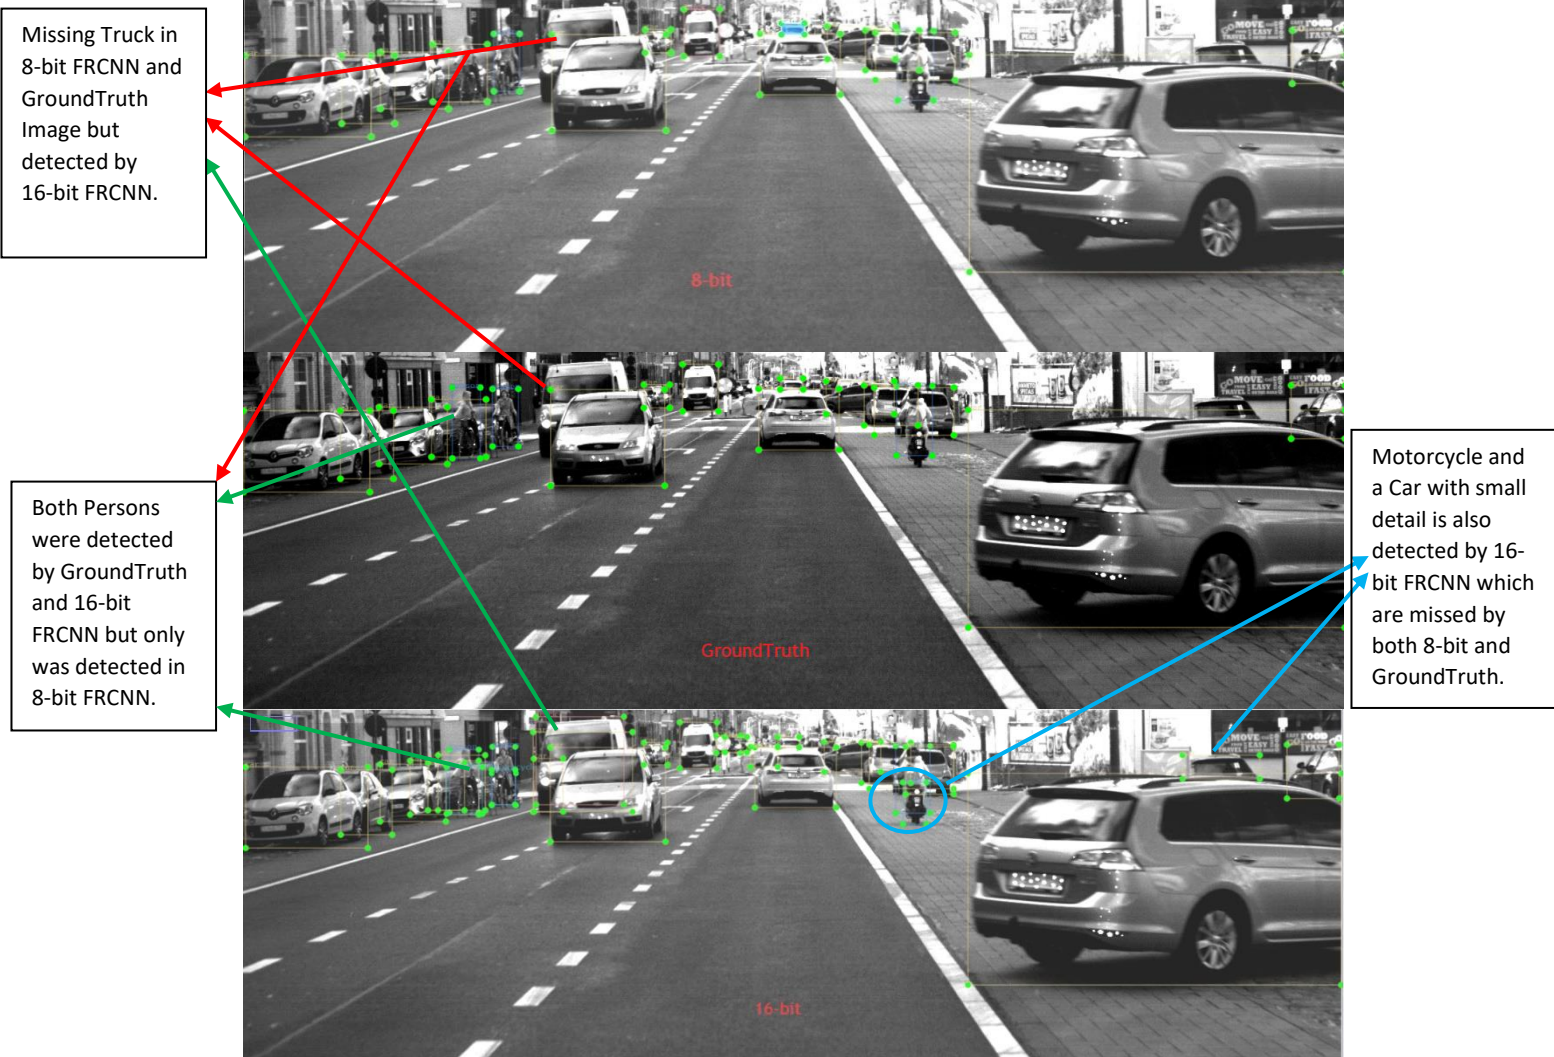 Missing Truck in
8-bit FRCNN and
GroundTruth
Image but
detected by
16-bit FRCNN.
8-bit
Both Persons
were detected
by GroundTruth
and 16-bit
FRCNN but only
was detected in
8-bit FRCNN.
GroundTruth
Motorcycle and
a Car with small
detail is also
detected by 16-
bit FRCNN which
are missed by
both 8-bit and
GroundTruth.
16-bit